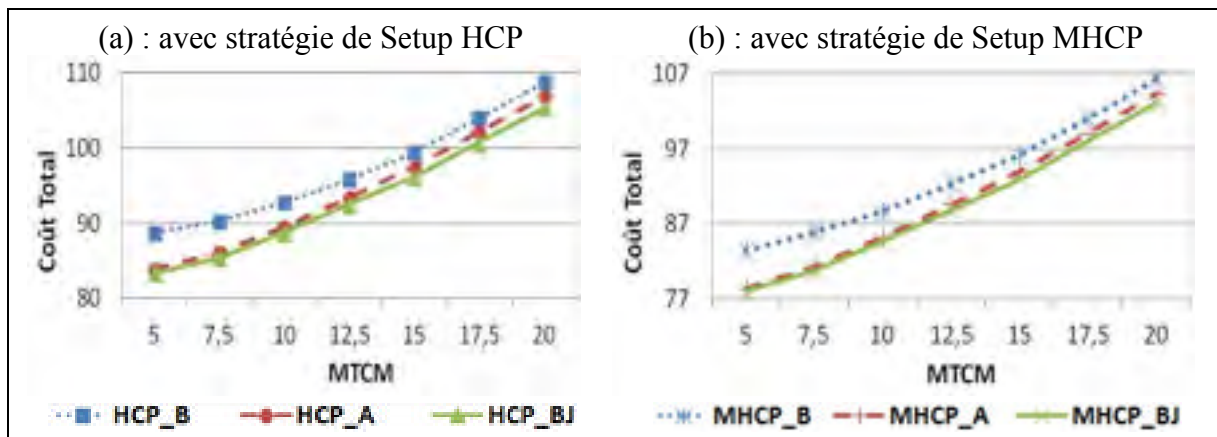 (a) : avec stratégie de Setup HCP
110
100
90
80
Coût Total
5 7,5 10 12,5 15 17,5 20
MTCM
HCP_B HCP_A HCP_BJ
(b) : avec stratégie de Setup MHCP
107
97
87
77
Coût Total
5 7,5 10 12,5 15 17,5 20
MTCM
MHCP_B MHCP_A MHCP_BJ